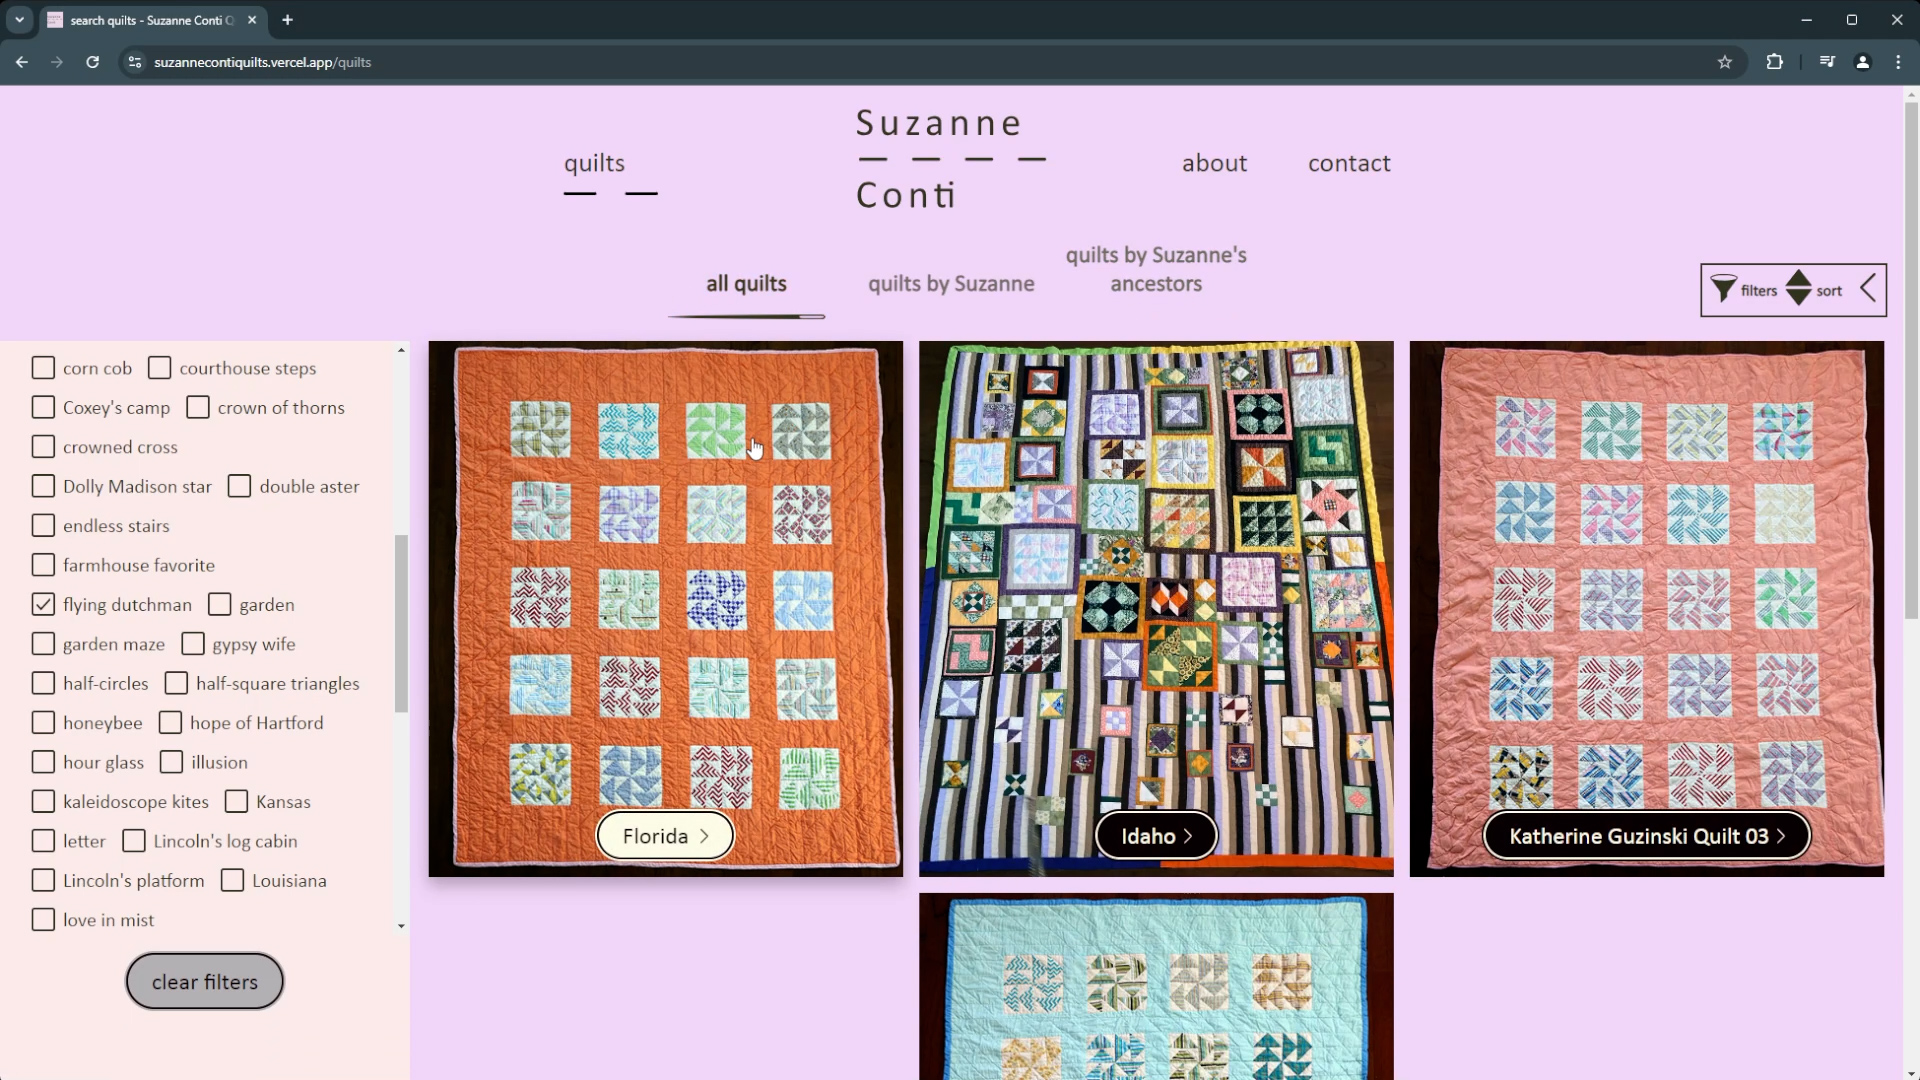 search quilts - Suzanne Conti
suzannecontiquilts.vercel.app/quilts
Suzanne
Conti
quilts
about
contact
all quilts
quilts by Suzanne
quilts by Suzanne's
ancestors
filters
sort
corn cob
courthouse steps
Coxey's camp
crown of thorns
crowned cross
Dolly Madison star
double aster
endless stairs
farmhouse favorite
flying dutchman
garden
garden maze
gypsy wife
half-circles
half-square triangles
honeybee
hope of Hartford
hour glass
illusion
kaleidoscope kites
Kansas
letter
Lincoln's log cabin
Lincoln's platform
Louisiana
love in mist
clear filters
Florida
Idaho
Katherine Guzinski Quilt 03